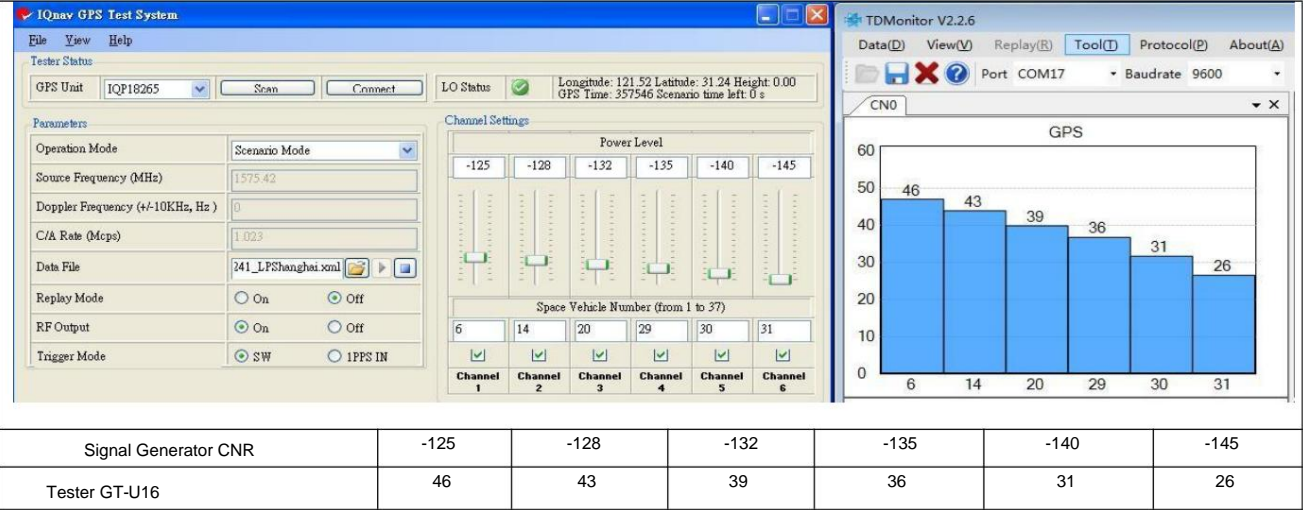 IQnav GPS Test System
File View Help
Tester Status
GPS Unit IQP18265 Scan Connect LO Status Longitude: 121.52 Latitude: 31.24 Height: 0.00
GPS Time: 357546 Scenario time left: 0 s
Parameters
Operation Mode Scenario Mode
Source Frequency (MHz) 1575.42
Doppler Frequency (+/-10KHz, Hz ) 0
C/A Rate (Mcps) 1.023
Data File 241_LPShanghai.xml
Replay Mode On Off
RF Output On Off
Trigger Mode SW 1PPS IN
Channel Settings
Power Level
-125 -128 -132 -135 -140 -145
Space Vehicle Number (from 1 to 37)
6 14 20 29 30 31
Channel Channel Channel Channel Channel Channel
1 2 3 4 5 6
TDMonitor V2.2.6
Data(D) View(V) Replay(R) Tool(T) Protocol(P) About(A)
Port COM17 Baudrate 9600
CN0
GPS
60
50
40
30
20
10
0
46 43 39 36 31 26
6 14 20 29 30 31
Signal Generator CNR -125 -128 -132 -135 -140 -145
Tester GT-U16 46 43 39 36 31 26